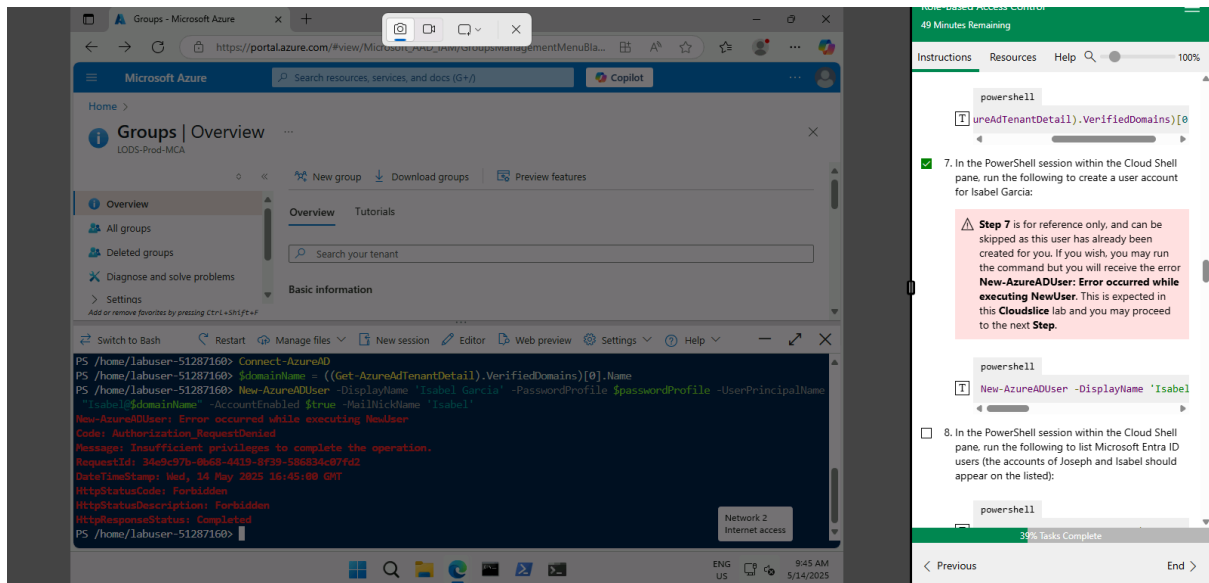 Groups - Microsoft Azure
https://portal.azure.com/#view/Microsoft_AAD_IAM/GroupsManagementMenuBla...
Microsoft Azure
Search resources, services, and docs (G+/)
Copilot
Home >
Groups | Overview
LODS-Prod-MCA
New group
Download groups
Preview features
Overview
All groups
Deleted groups
Diagnose and solve problems
Settings
Add or remove favorites by pressing Ctrl+Shift+F
Overview
Tutorials
Search your tenant
Basic information
Switch to Bash
Restart
Manage files
New session
Editor
Web preview
Settings
Help
PS /home/labuser-51287160> Connect-AzureAD
PS /home/labuser-51287160> $domainName = ((Get-AzureAdTenantDetail).VerifiedDomains)[0].Name
PS /home/labuser-51287160> New-AzureADUser -DisplayName 'Isabel Garcia' -PasswordProfile $passwordProfile -UserPrincipalName
"Isabel@$domainName" -AccountEnabled $true -MailNickName 'Isabel'
New-AzureADUser: Error occurred while executing NewUser
Code: Authorization_RequestDenied
Message: Insufficient privileges to complete the operation.
RequestId: 34e9c97b-0b68-4419-8f39-586834c07fd2
DateTimeStamp: Wed, 14 May 2025 16:45:00 GMT
HttpStatusCode: Forbidden
HttpStatusDescription: Forbidden
HttpResponseStatus: Completed
PS /home/labuser-51287160>
Network 2
Internet access
ENG
US
9:45 AM
5/14/2025
Role-Based Access Control
49 Minutes Remaining
Instructions
Resources
Help
100%
powershell
T
ureAdTenantDetail).VerifiedDomains)[0
7. In the PowerShell session within the Cloud Shell
pane, run the following to create a user account
for Isabel Garcia:
Step 7 is for reference only, and can be
skipped as this user has already been
created for you. If you wish, you may run
the command but you will receive the error
New-AzureADUser: Error occurred while
executing NewUser. This is expected in
this Cloudslice lab and you may proceed
to the next Step.
powershell
T
New-AzureADUser -DisplayName 'Isabel
8. In the PowerShell session within the Cloud Shell
pane, run the following to list Microsoft Entra ID
users (the accounts of Joseph and Isabel should
appear on the listed):
powershell
39% Tasks Complete
Previous
End